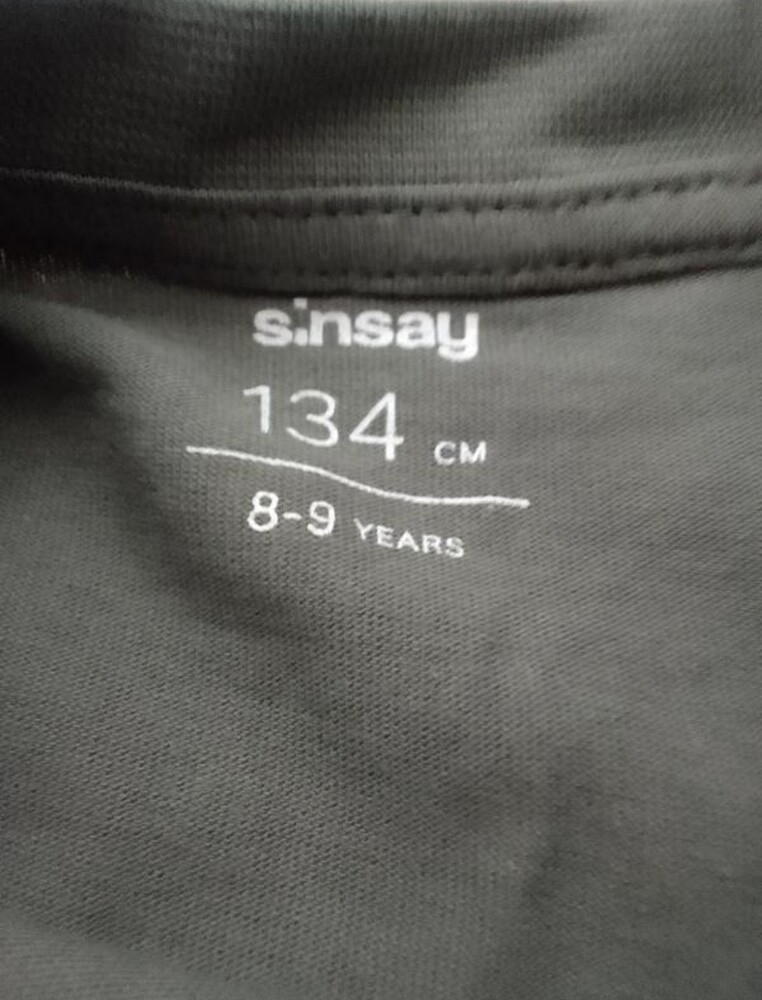 sinsay
134 CM
8-9 YEARS